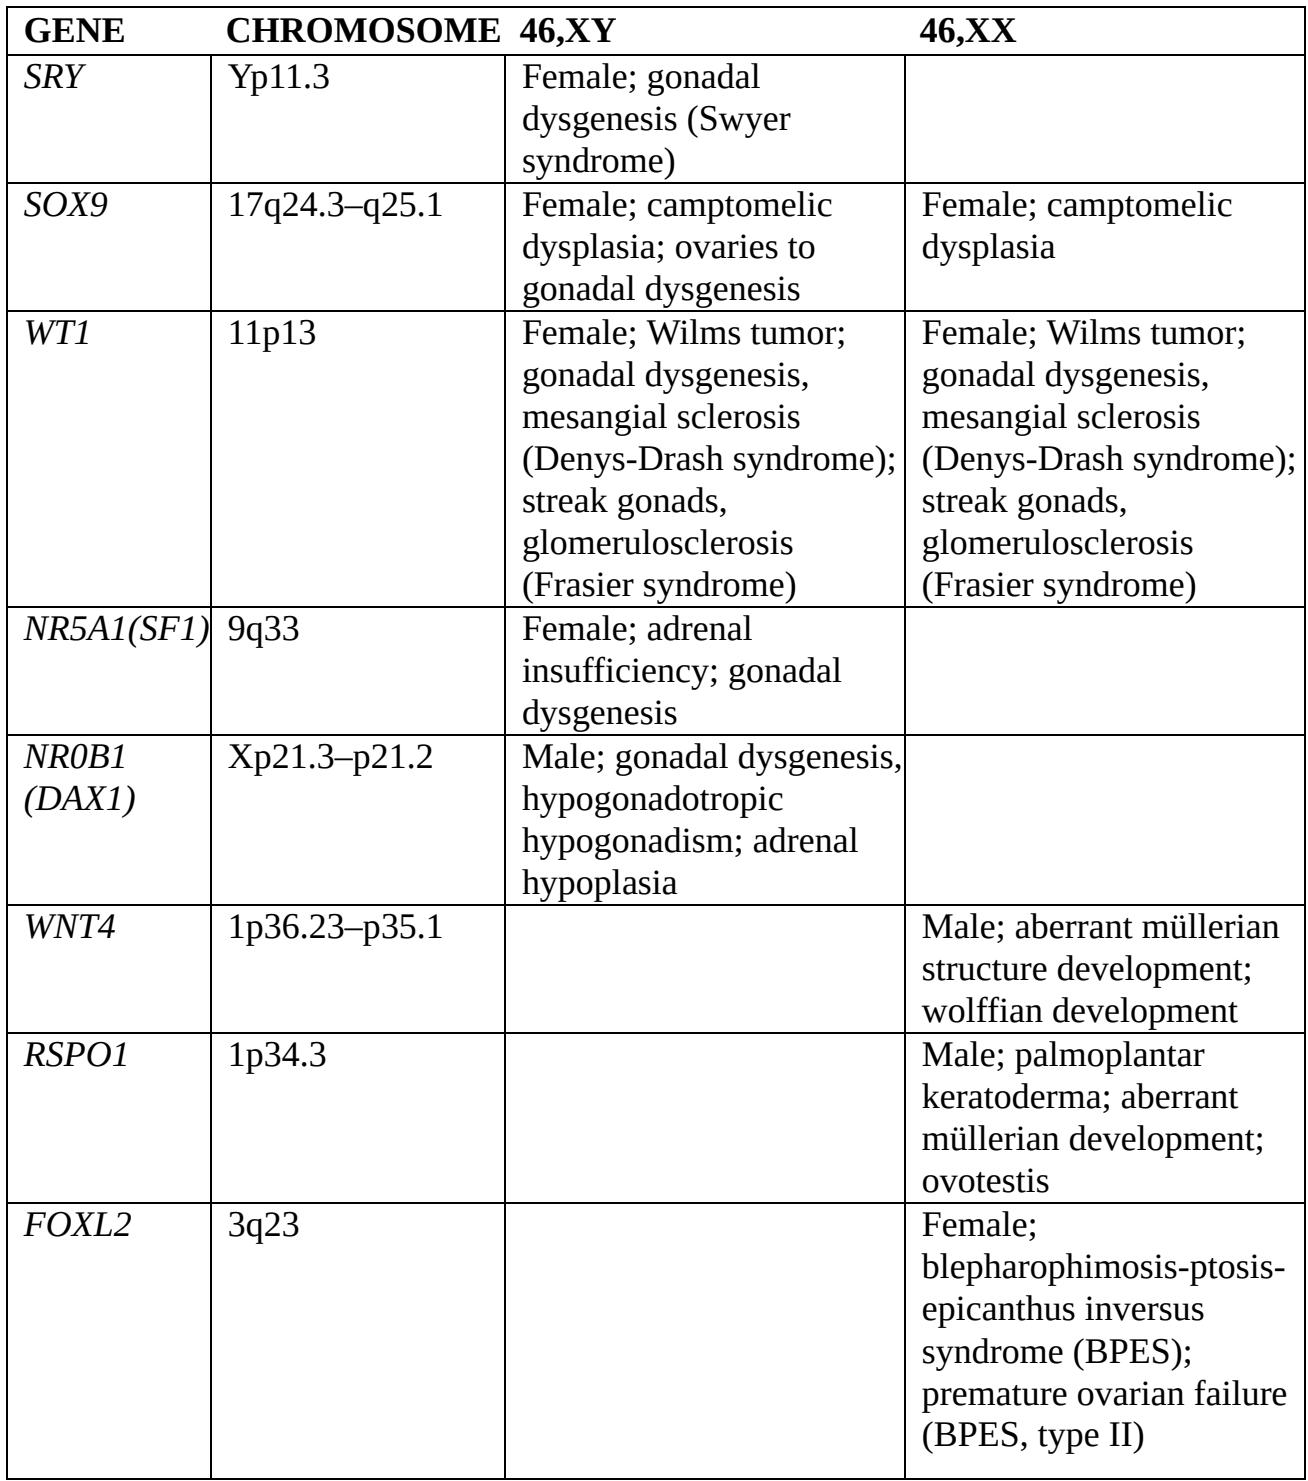 GENE CHROMOSOME 46,XY 46,XX
SRY Yp11.3 Female; gonadal
dysgenesis (Swyer
syndrome)
SOX9 17q24.3–q25.1 Female; camptomelic Female; camptomelic
dysplasia; ovaries to dysplasia
gonadal dysgenesis
WT1 11p13 Female; Wilms tumor; Female; Wilms tumor;
gonadal dysgenesis, gonadal dysgenesis,
mesangial sclerosis mesangial sclerosis
(Denys-Drash syndrome); (Denys-Drash syndrome);
streak gonads, streak gonads,
glomerulosclerosis glomerulosclerosis
(Frasier syndrome) (Frasier syndrome)
NR5A1(SF1) 9q33 Female; adrenal
insufficiency; gonadal
dysgenesis
NR0B1 Xp21.3–p21.2 Male; gonadal dysgenesis,
(DAX1) hypogonadotropic
hypogonadism; adrenal
hypoplasia
WNT4 1p36.23–p35.1 Male; aberrant müllerian
structure development;
wolffian development
RSPO1 1p34.3 Male; palmoplantar
keratoderma; aberrant
müllerian development;
ovotestis
FOXL2 3q23 Female;
blepharophimosis-ptosis-
epicanthus inversus
syndrome (BPES);
premature ovarian failure
(BPES, type II)